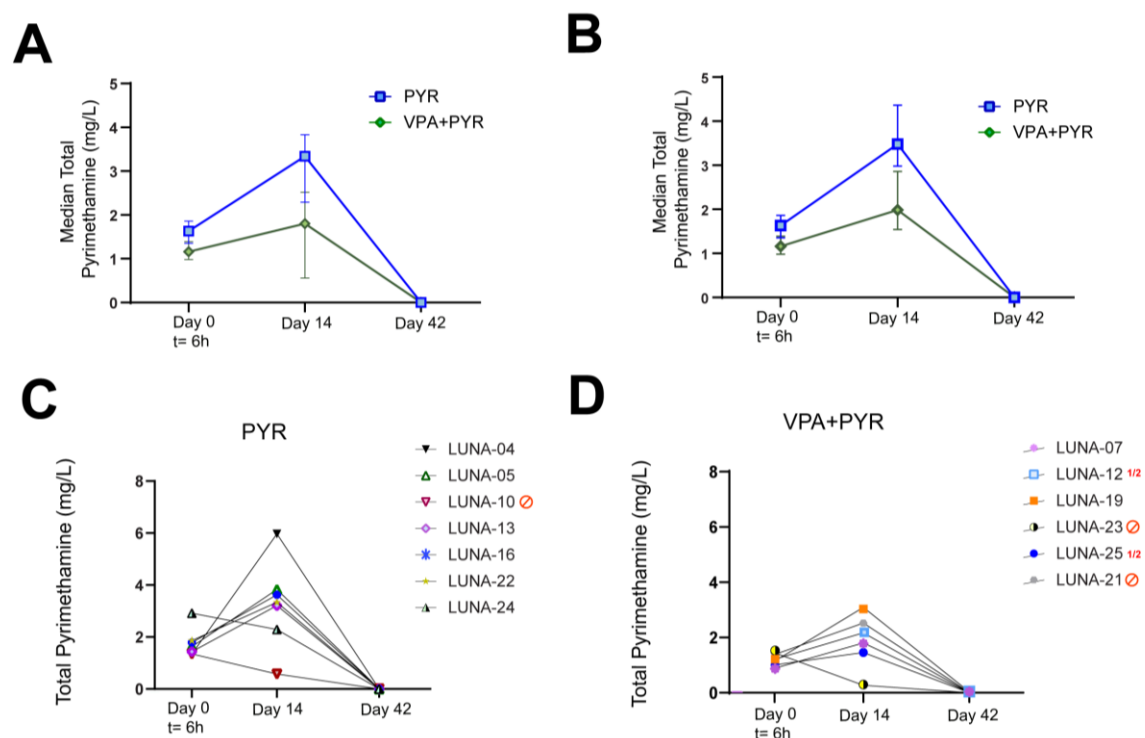 A
Median Total
Pyrimethamine (mg/L)
5
4
3
2
1
0
PYR
VPA+PYR
Day 0
t= 6h
Day 14
Day 42
B
Median Total
Pyrimethamine (mg/L)
5
4
3
2
1
0
PYR
VPA+PYR
Day 0
t= 6h
Day 14
Day 42
C
PYR
Total Pyrimethamine (mg/L)
8
6
4
2
0
LUNA-04
LUNA-05
LUNA-10
LUNA-13
LUNA-16
LUNA-22
LUNA-24
Day 0
t= 6h
Day 14
Day 42
D
VPA+PYR
Total Pyrimethamine (mg/L)
8
6
4
2
0
LUNA-07
LUNA-12 1/2
LUNA-19
LUNA-23
LUNA-25 1/2
LUNA-21
Day 0
t= 6h
Day 14
Day 42